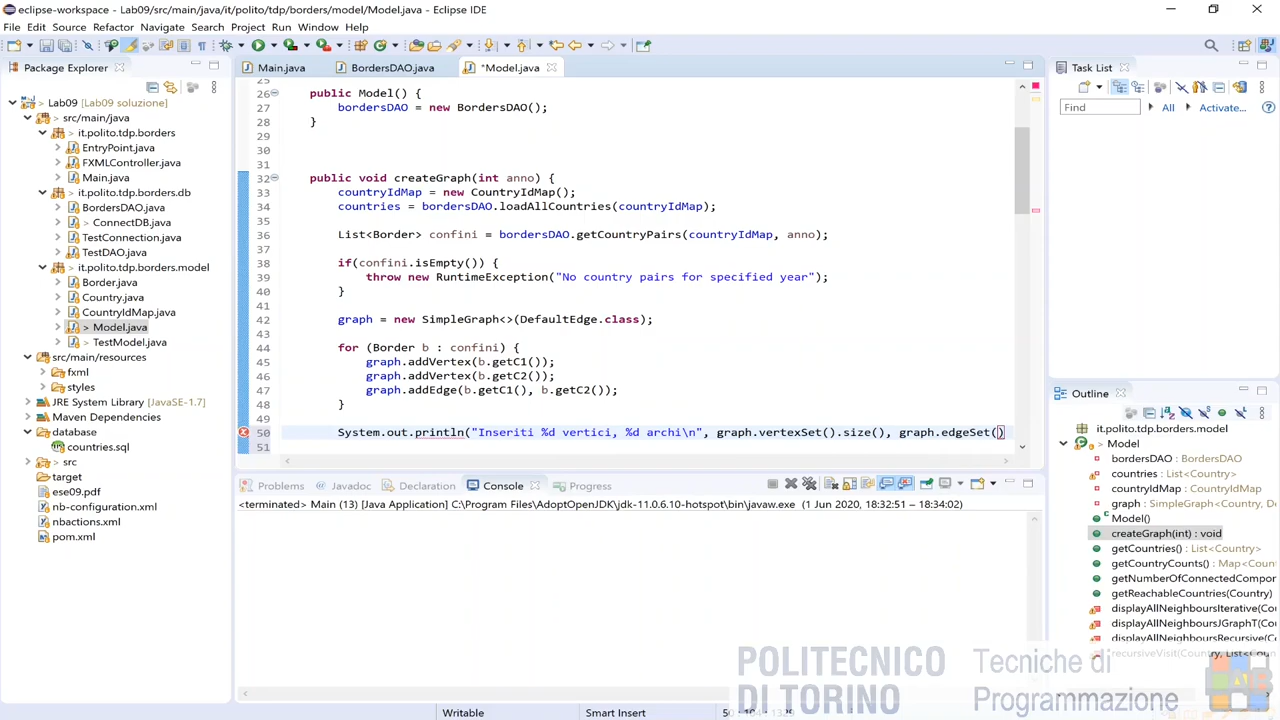 eclipse-workspace - Lab09/src/main/java/it/polito/tdp/borders/model/Model.java - Eclipse IDE
File Edit Source Refactor Navigate Search Project Run Window Help
Package Explorer
Main.java
BordersDAO.java
*Model.java
Task List
Find
All
Activate...
Lab09 [Lab09 soluzione]
src/main/java
it.polito.tdp.borders
EntryPoint.java
FXMLController.java
Main.java
it.polito.tdp.borders.db
BordersDAO.java
ConnectDB.java
TestConnection.java
TestDAO.java
it.polito.tdp.borders.model
Border.java
Country.java
CountryIdMap.java
Model.java
TestModel.java
src/main/resources
fxml
styles
JRE System Library [JavaSE-1.7]
Maven Dependencies
database
countries.sql
src
target
ese09.pdf
nb-configuration.xml
nbactions.xml
pom.xml
25
26 public Model() {
27 bordersDAO = new BordersDAO();
28 }
29
30
31
32 public void createGraph(int anno) {
33 countryIdMap = new CountryIdMap();
34 countries = bordersDAO.loadAllCountries(countryIdMap);
35
36 List<Border> confini = bordersDAO.getCountryPairs(countryIdMap, anno);
37
38 if(confini.isEmpty()) {
39 throw new RuntimeException("No country pairs for specified year");
40 }
41
42 graph = new SimpleGraph<>(DefaultEdge.class);
43
44 for (Border b : confini) {
45 graph.addVertex(b.getC1());
46 graph.addVertex(b.getC2());
47 graph.addEdge(b.getC1(), b.getC2());
48 }
49
50 System.out.println("Inseriti %d vertici, %d archi\n", graph.vertexSet().size(), graph.edgeSet()
51
Problems
Javadoc
Declaration
Console
Progress
<terminated> Main (13) [Java Application] C:\Program Files\AdoptOpenJDK\jdk-11.0.6.10-hotspot\bin\javaw.exe (1 Jun 2020, 18:32:51 – 18:34:02)
Outline
it.polito.tdp.borders.model
Model
bordersDAO : BordersDAO
countries : List<Country>
countryIdMap : CountryIdMap
graph : SimpleGraph<Country, De
Model()
createGraph(int) : void
getCountries() : List<Country>
getCountryCounts() : Map<Count
getNumberOfConnectedCompor
getReachableCountries(Country)
displayAllNeighboursIterative(Co
displayAllNeighboursJGraphT(Co
displayAllNeighboursRecursive(C
recursiveVisit(Country, List<Cou
POLITECNICO
DI TORINO
Tecniche di
Programmazione
Writable
Smart Insert